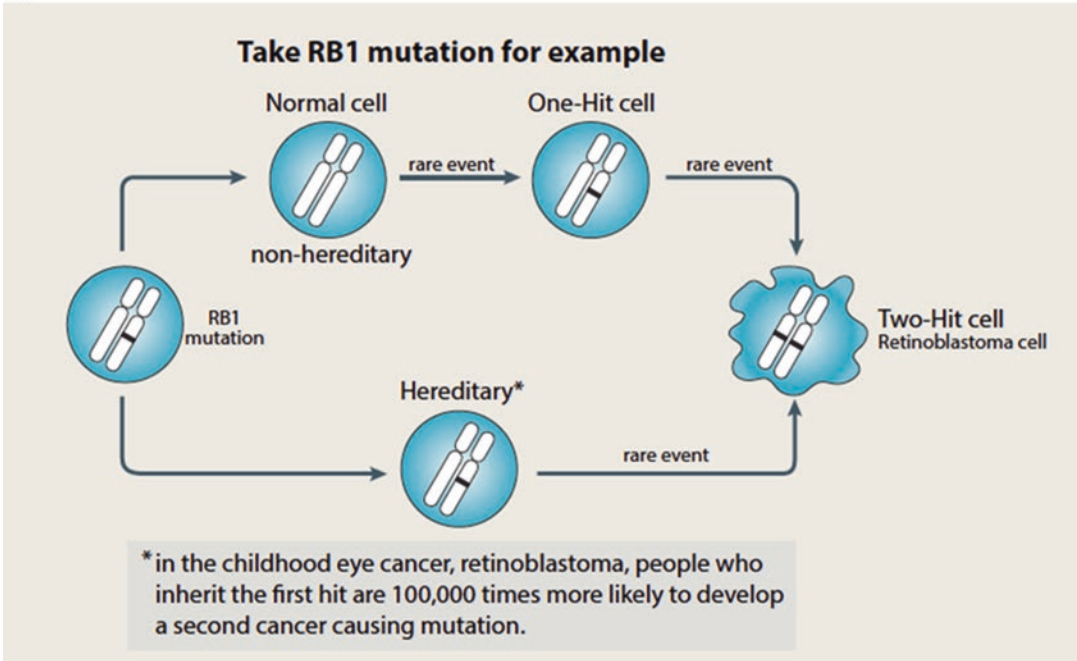 Take RB1 mutation for example
Normal cell
One-Hit cell
rare event
rare event
non-hereditary
RB1
mutation
Two-Hit cell
Retinoblastoma cell
Hereditary*
rare event
*in the childhood eye cancer, retinoblastoma, people who
inherit the first hit are 100,000 times more likely to develop
a second cancer causing mutation.